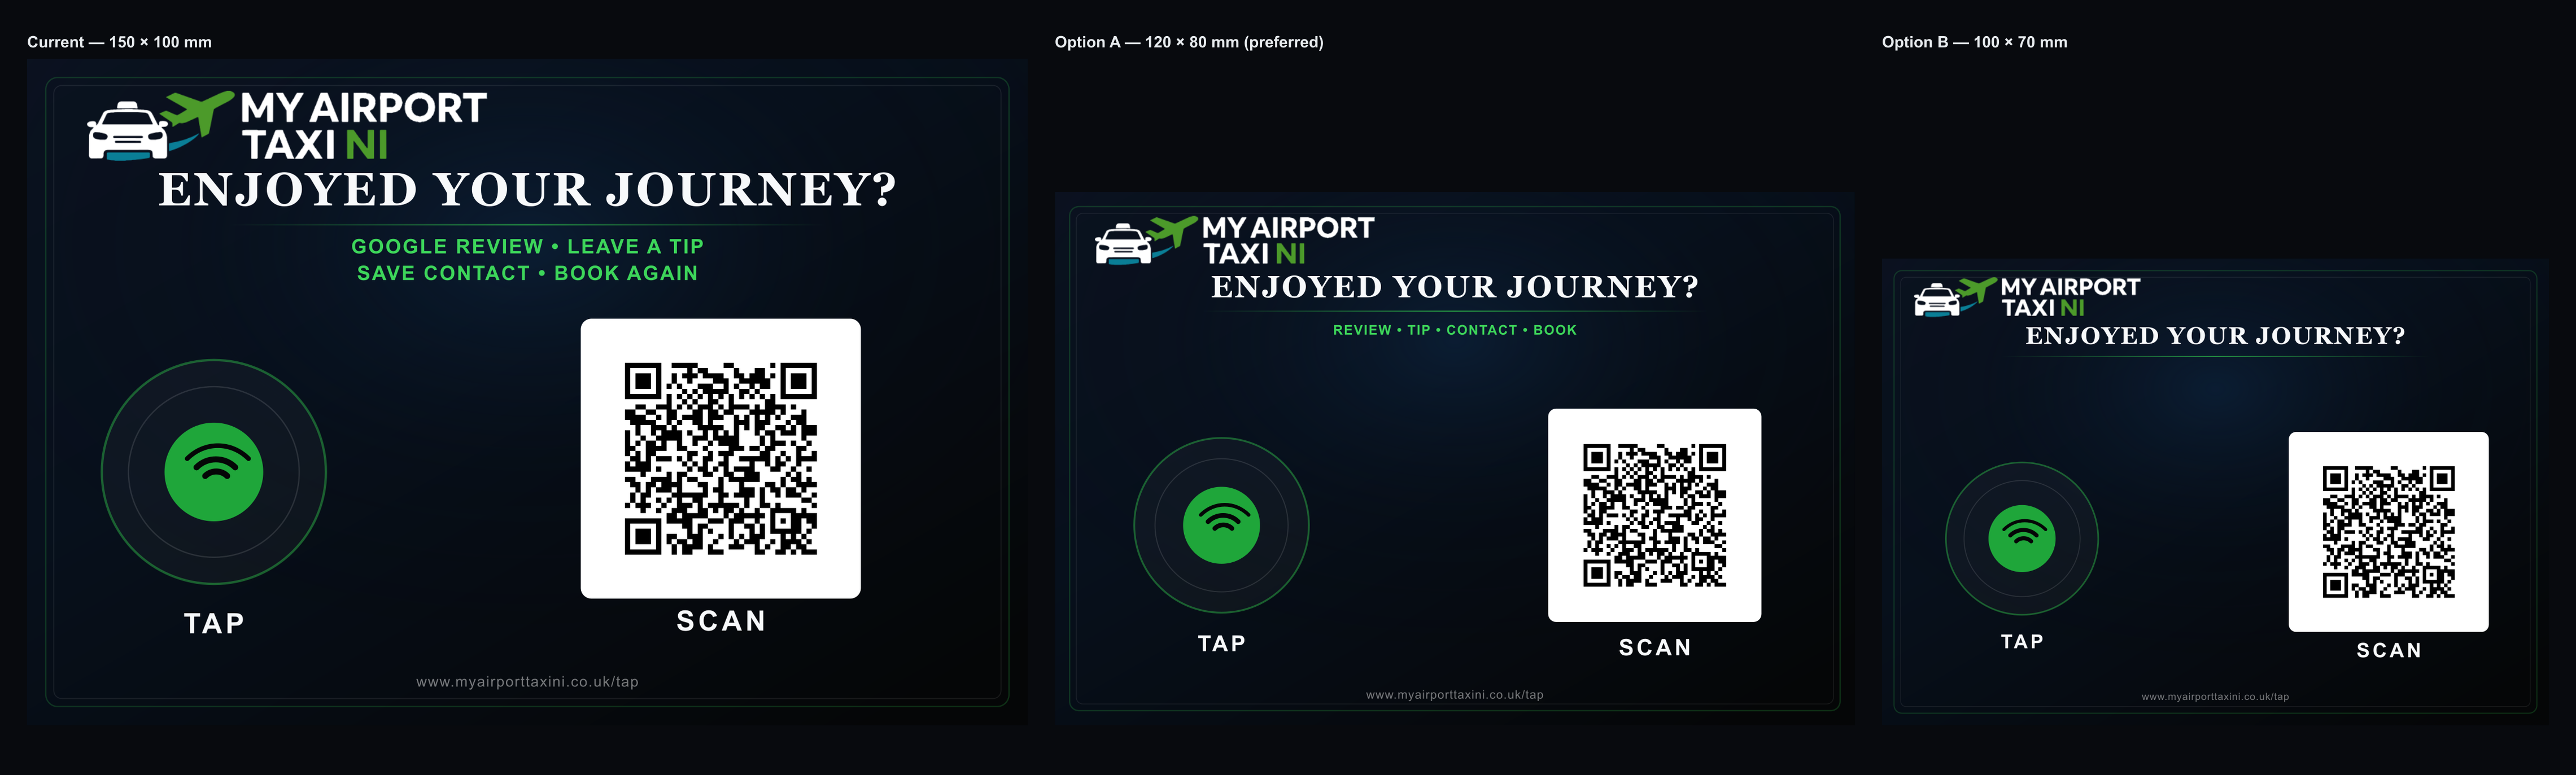 Current — 150 × 100 mm
MY AIRPORT
TAXI NI
ENJOYED YOUR JOURNEY?
GOOGLE REVIEW • LEAVE A TIP
SAVE CONTACT • BOOK AGAIN
TAP
SCAN
www.myairporttaxini.co.uk/tap
Option A — 120 × 80 mm (preferred)
MY AIRPORT
TAXI NI
ENJOYED YOUR JOURNEY?
REVIEW • TIP • CONTACT • BOOK
TAP
SCAN
www.myairporttaxini.co.uk/tap
Option B — 100 × 70 mm
MY AIRPORT
TAXI NI
ENJOYED YOUR JOURNEY?
TAP
SCAN
www.myairporttaxini.co.uk/tap